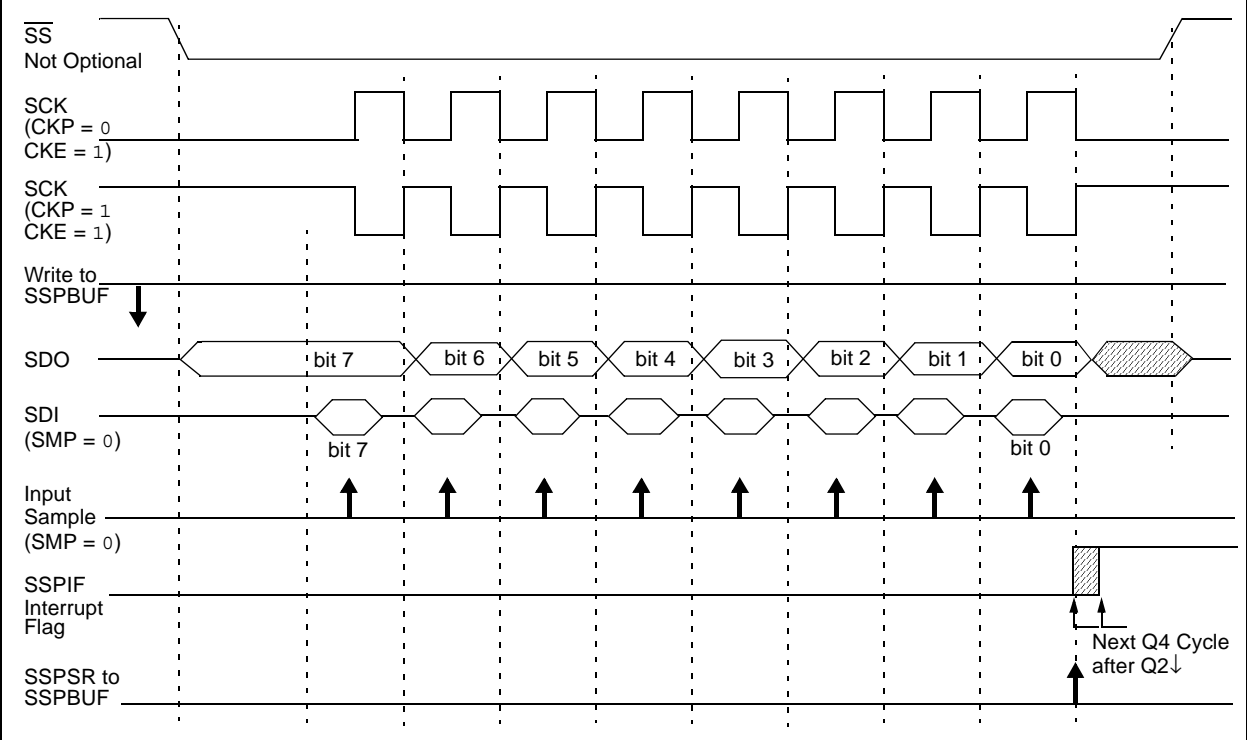 SS
Not Optional
SCK
(CKP = 0
CKE = 1)
SCK
(CKP = 1
CKE = 1)
Write to
SSPBUF
SDO
bit 7
bit 6
bit 5
bit 4
bit 3
bit 2
bit 1
bit 0
SDI
(SMP = 0)
bit 7
bit 0
Input
Sample
(SMP = 0)
SSPIF
Interrupt
Flag
Next Q4 Cycle
after Q2↓
SSPSR to
SSPBUF